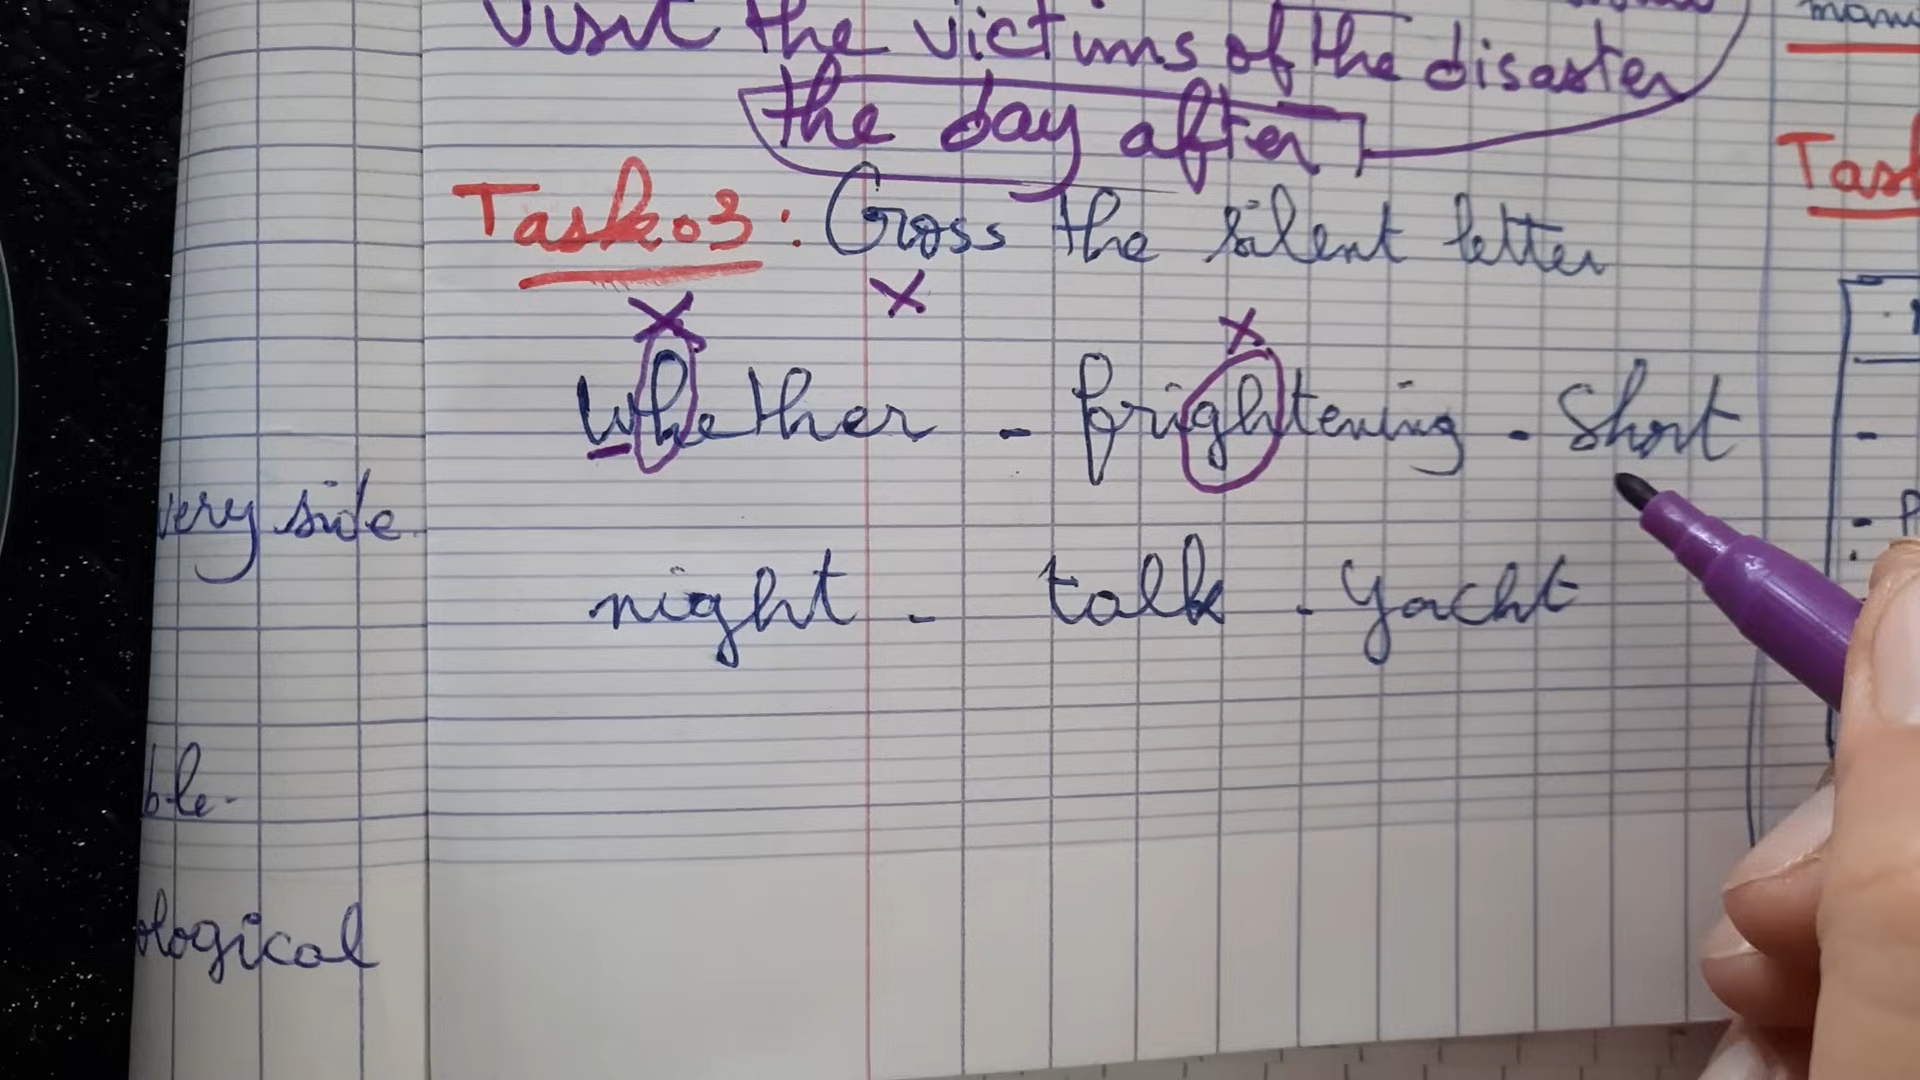 visit the victims of the disaster
the day after
Task 03: Cross the silent letter
X X X
Whether - frightening - Short
night - talk - Yacht
very side
ble.
ological
Task